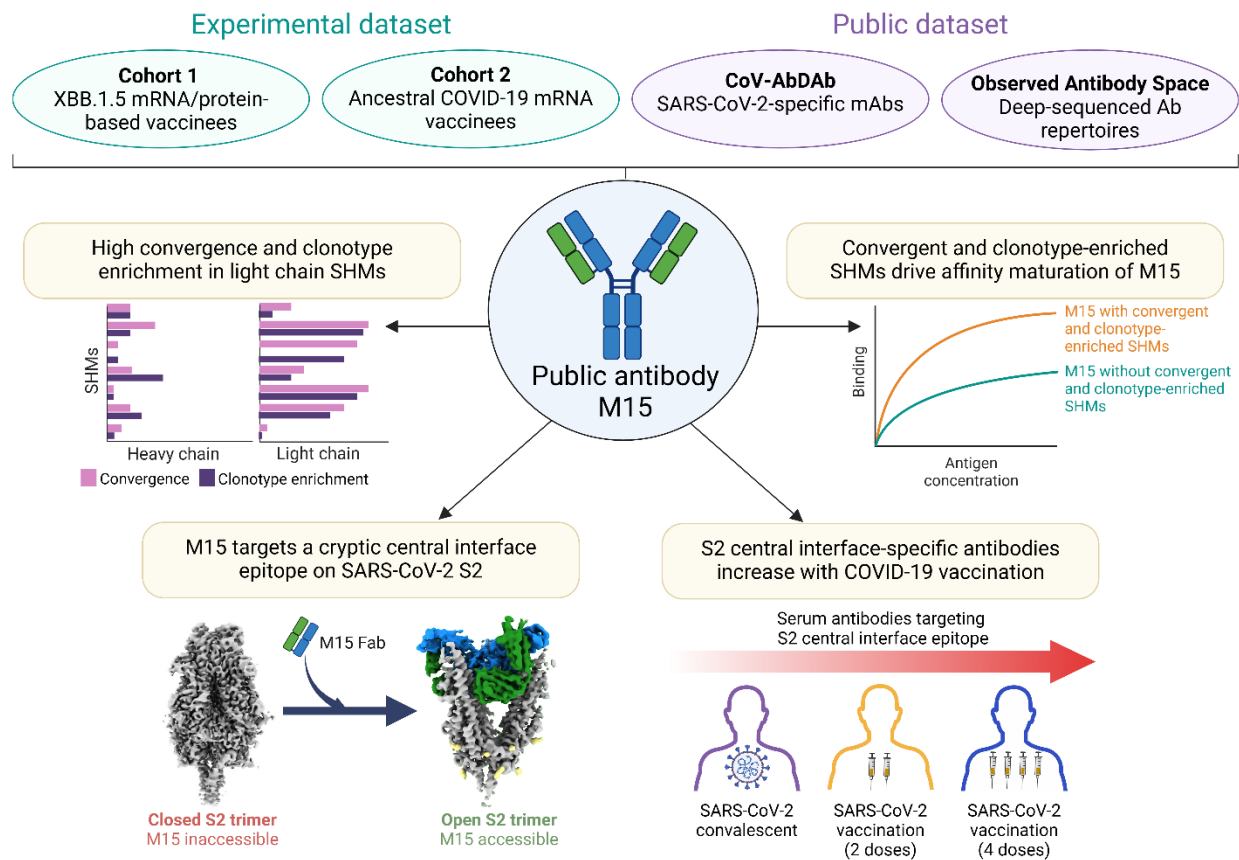 Experimental dataset
Public dataset
Cohort 1
XBB.1.5 mRNA/protein-
based vaccinees
Cohort 2
Ancestral COVID-19 mRNA
vaccinees
CoV-AbDAb
SARS-CoV-2-specific mAbs
Observed Antibody Space
Deep-sequenced Ab
repertoires
High convergence and clonotype
enrichment in light chain SHMs
SHMs
Heavy chain
Light chain
Convergence
Clonotype enrichment
Public antibody
M15
Convergent and clonotype-enriched
SHMs drive affinity maturation of M15
Binding
M15 with convergent
and clonotype-
enriched SHMs
M15 without convergent
and clonotype-enriched
SHMs
Antigen
concentration
M15 targets a cryptic central interface
epitope on SARS-CoV-2 S2
M15 Fab
Closed S2 trimer
M15 inaccessible
Open S2 trimer
M15 accessible
S2 central interface-specific antibodies
increase with COVID-19 vaccination
Serum antibodies targeting
S2 central interface epitope
SARS-CoV-2
convalescent
SARS-CoV-2
vaccination
(2 doses)
SARS-CoV-2
vaccination
(4 doses)